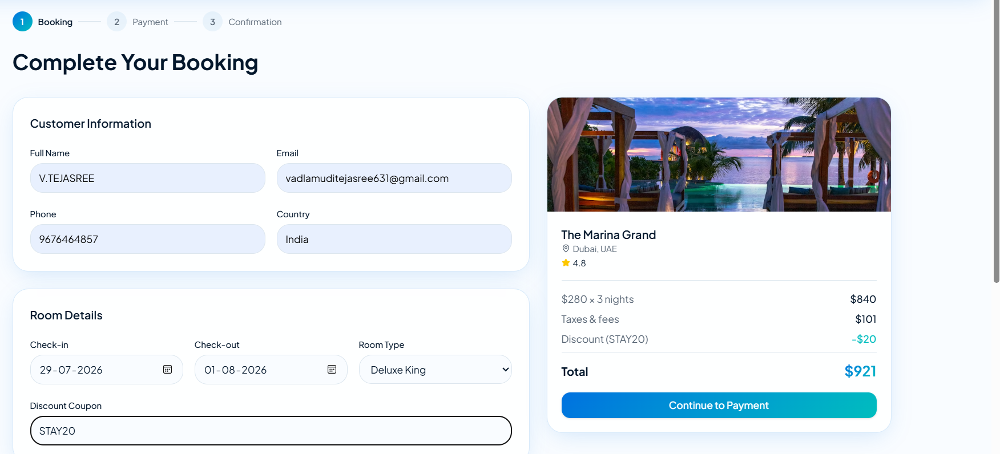 1 Booking 2 Payment 3 Confirmation
Complete Your Booking
Customer Information
Full Name
V.TEJASREE
Email
vadlamuditejasree631@gmail.com
Phone
9676464857
Country
India
Room Details
Check-in
29-07-2026
Check-out
01-08-2026
Room Type
Deluxe King
Discount Coupon
STAY20
The Marina Grand
Dubai, UAE
4.8
$280 × 3 nights $840
Taxes & fees $101
Discount (STAY20) -$20
Total $921
Continue to Payment